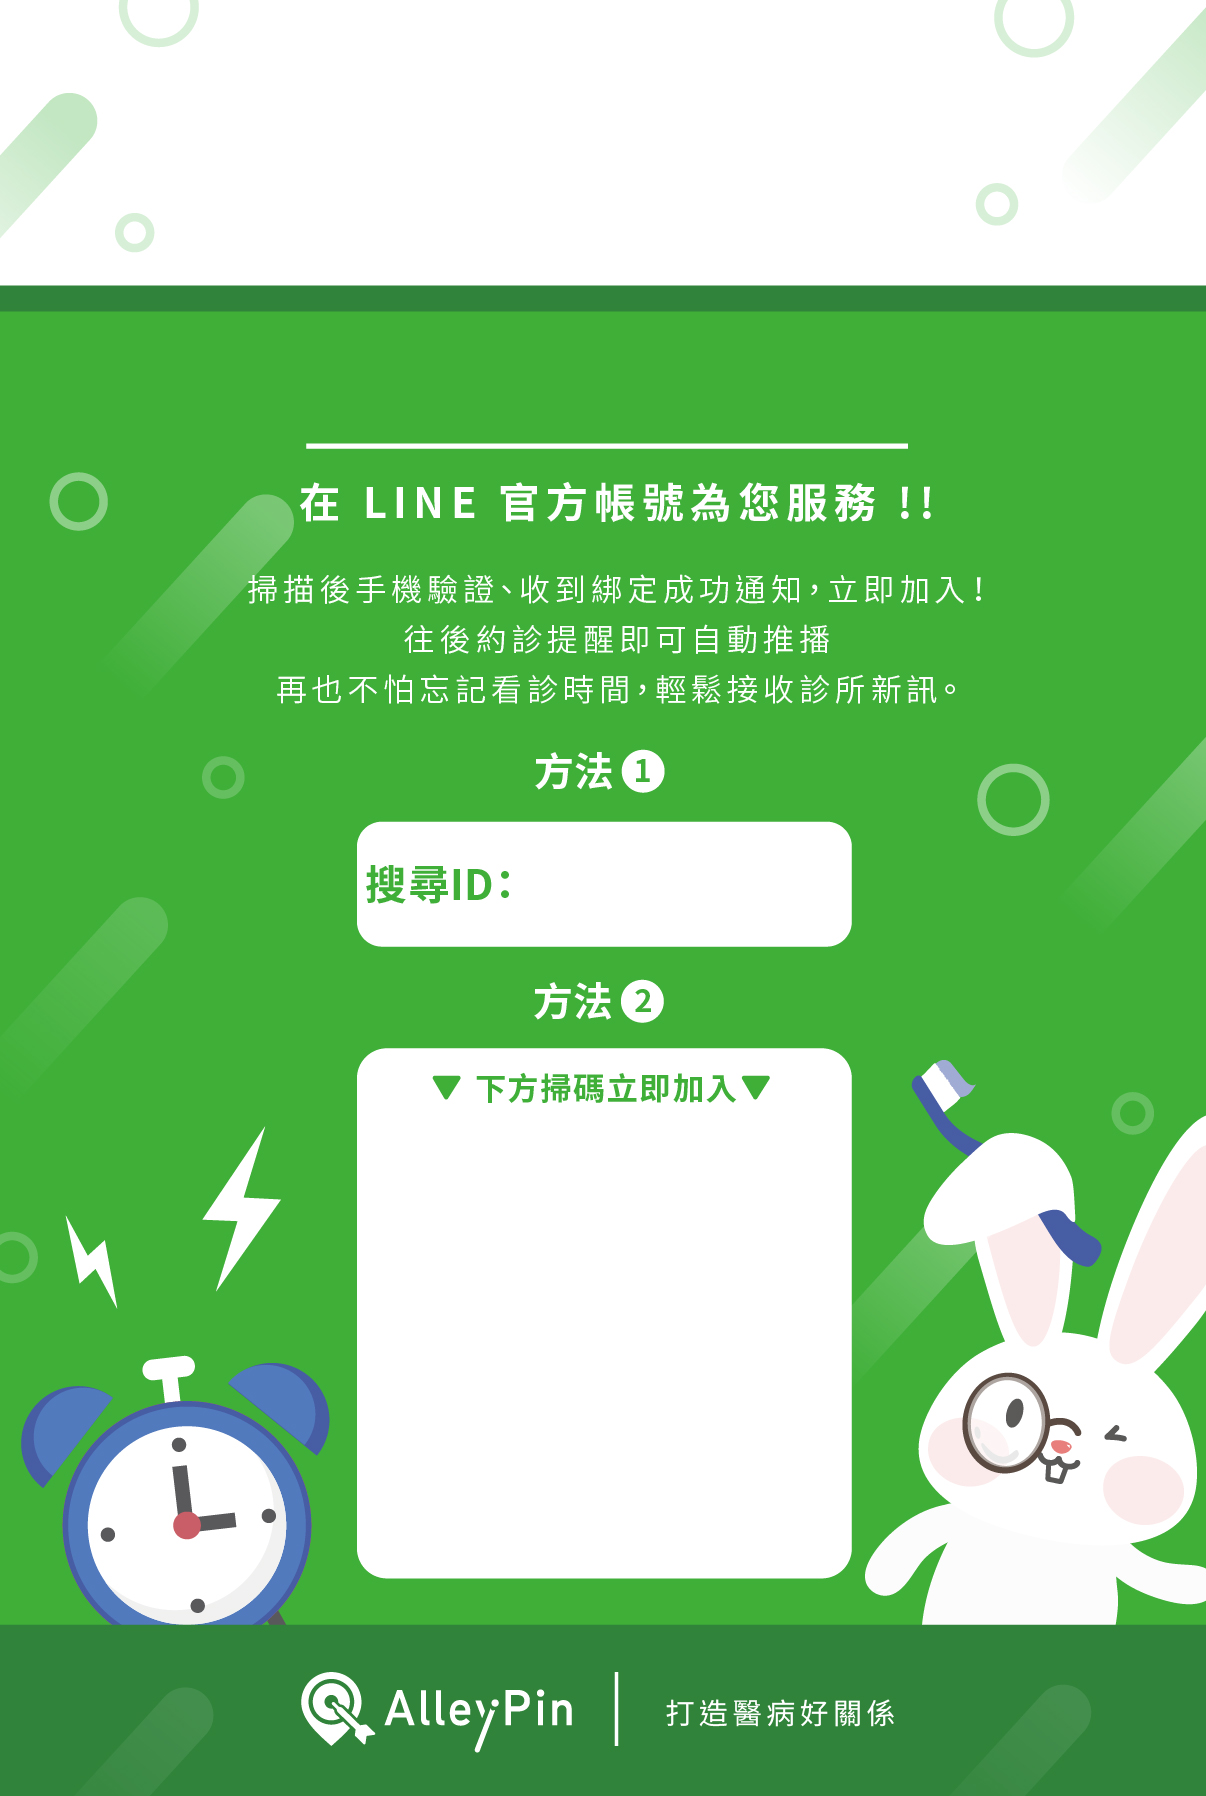 在 LINE 官方帳號為您服務 !!
掃描後手機驗證、收到綁定成功通知，立即加入！
往後約診提醒即可自動推播
再也不怕忘記看診時間，輕鬆接收診所新訊。
方法 1
搜尋ID：
方法 2
▼ 下方掃碼立即加入▼
AlleyPin | 打造醫病好關係